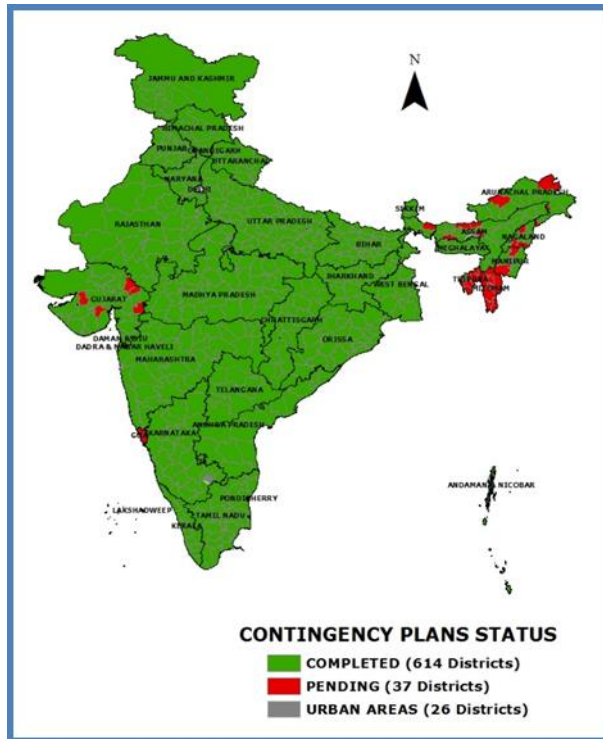 N
JAMMU AND KASHMIR
HIMACHAL PRADESH
PUNJAB
CHANDIGARH
UTTARANCHAL
HARYANA
DELHI
ARUNACHAL PRADESH
SIKKIM
RAJASTHAN
UTTAR PRADESH
ASSAM
NAGALAND
BIHAR
MEGHALAYA
MANIPUR
JHARKHAND
WEST BENGAL
TRIPURA
MIZORAM
GUJARAT
MADHYA PRADESH
CHHATTISGARH
ORISSA
DAMAN & DIU
DADRA & NAGAR HAVELI
MAHARASHTRA
TELANGANA
ANDHRA PRADESH
GOA
KARNATAKA
ANDAMAN & NICOBAR
PONDICHERRY
LAKSHADWEEP
TAMIL NADU
KERALA
CONTINGENCY PLANS STATUS
COMPLETED (614 Districts)
PENDING (37 Districts)
URBAN AREAS (26 Districts)